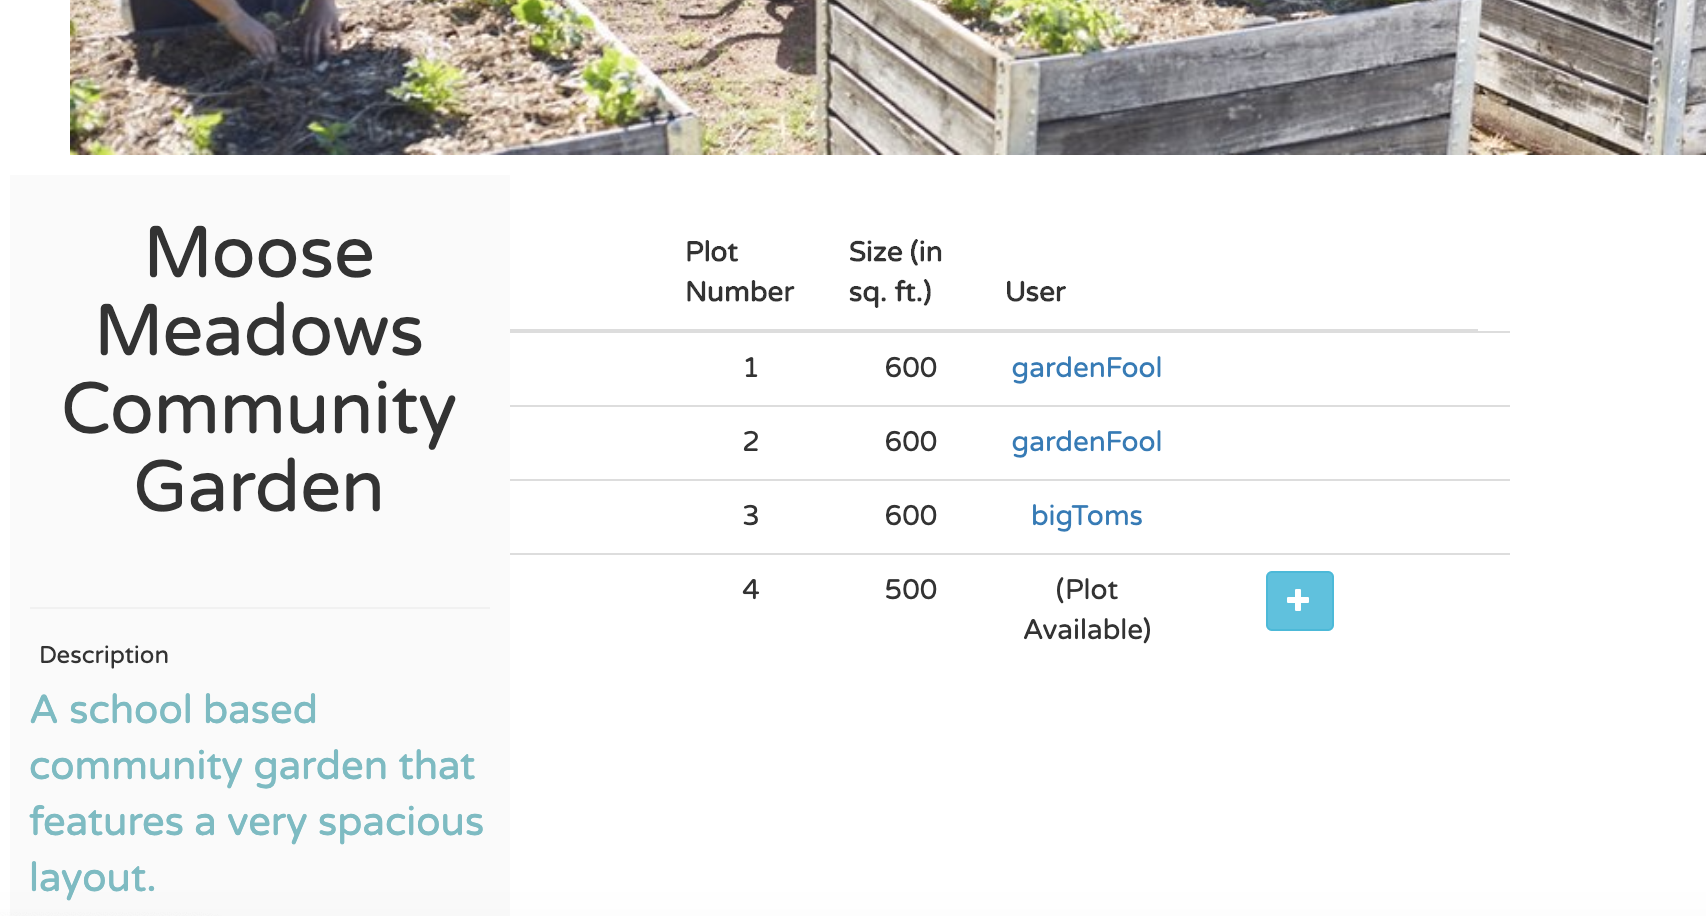 Moose
Meadows
Community
Garden
Description
A school based
community garden that
features a very spacious
layout.
Plot Number Size (in sq. ft.) User
1 600 gardenFool
2 600 gardenFool
3 600 bigToms
4 500 (Plot Available)